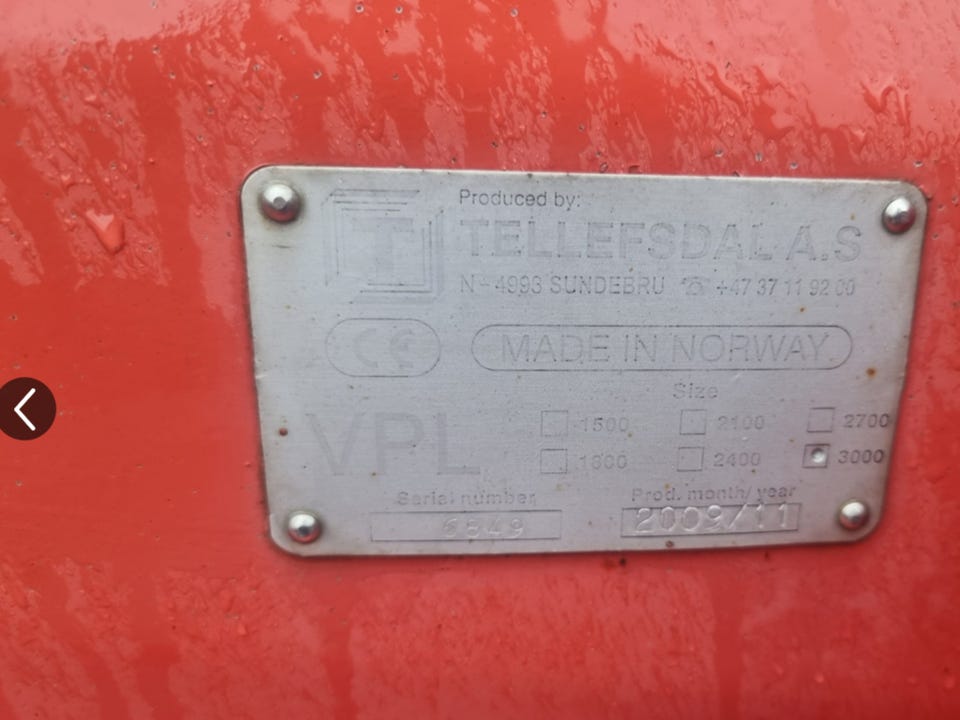 Produced by:
T TELLEFSDAL A.S
N-4993 SUNDEBRU ☏ +47 37 11 92 00
CE MADE IN NORWAY
Size
VPL
1500 2100 2700
1800 2400 3000
Serial number Prod. month/year
6849 2009/11